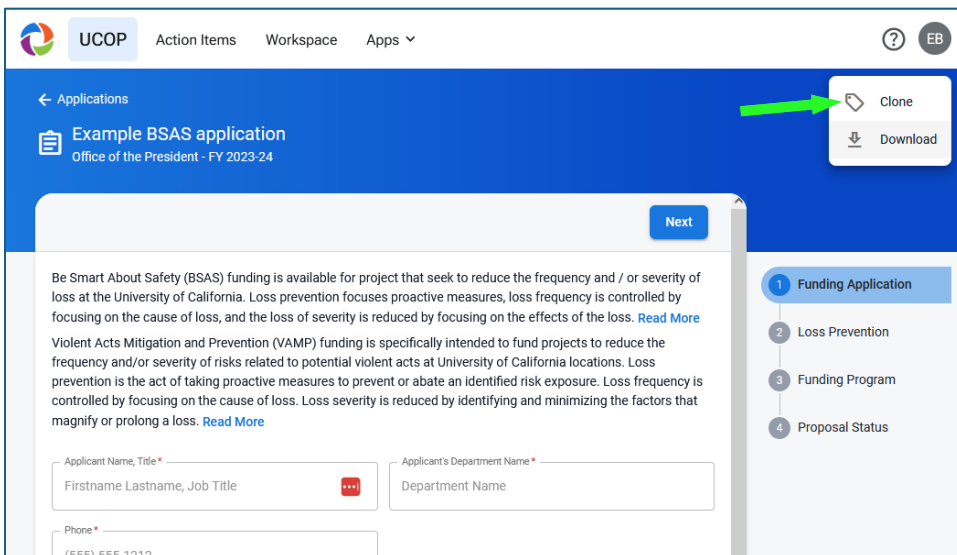 UCOP Action Items Workspace Apps
EB
Applications
Clone
Example BSAS application
Office of the President - FY 2023-24
Download
Next
Be Smart About Safety (BSAS) funding is available for project that seek to reduce the frequency and / or severity of
loss at the University of California. Loss prevention focuses proactive measures, loss frequency is controlled by
focusing on the cause of loss, and the loss of severity is reduced by focusing on the effects of the loss. Read More
Violent Acts Mitigation and Prevention (VAMP) funding is specifically intended to fund projects to reduce the
frequency and/or severity of risks related to potential violent acts at University of California locations. Loss
prevention is the act of taking proactive measures to prevent or abate an identified risk exposure. Loss frequency is
controlled by focusing on the cause of loss. Loss severity is reduced by identifying and minimizing the factors that
magnify or prolong a loss. Read More
Applicant Name, Title *
Firstname Lastname, Job Title
Applicant's Department Name *
Department Name
Phone *
(555) 555-1212
1 Funding Application
2 Loss Prevention
3 Funding Program
4 Proposal Status